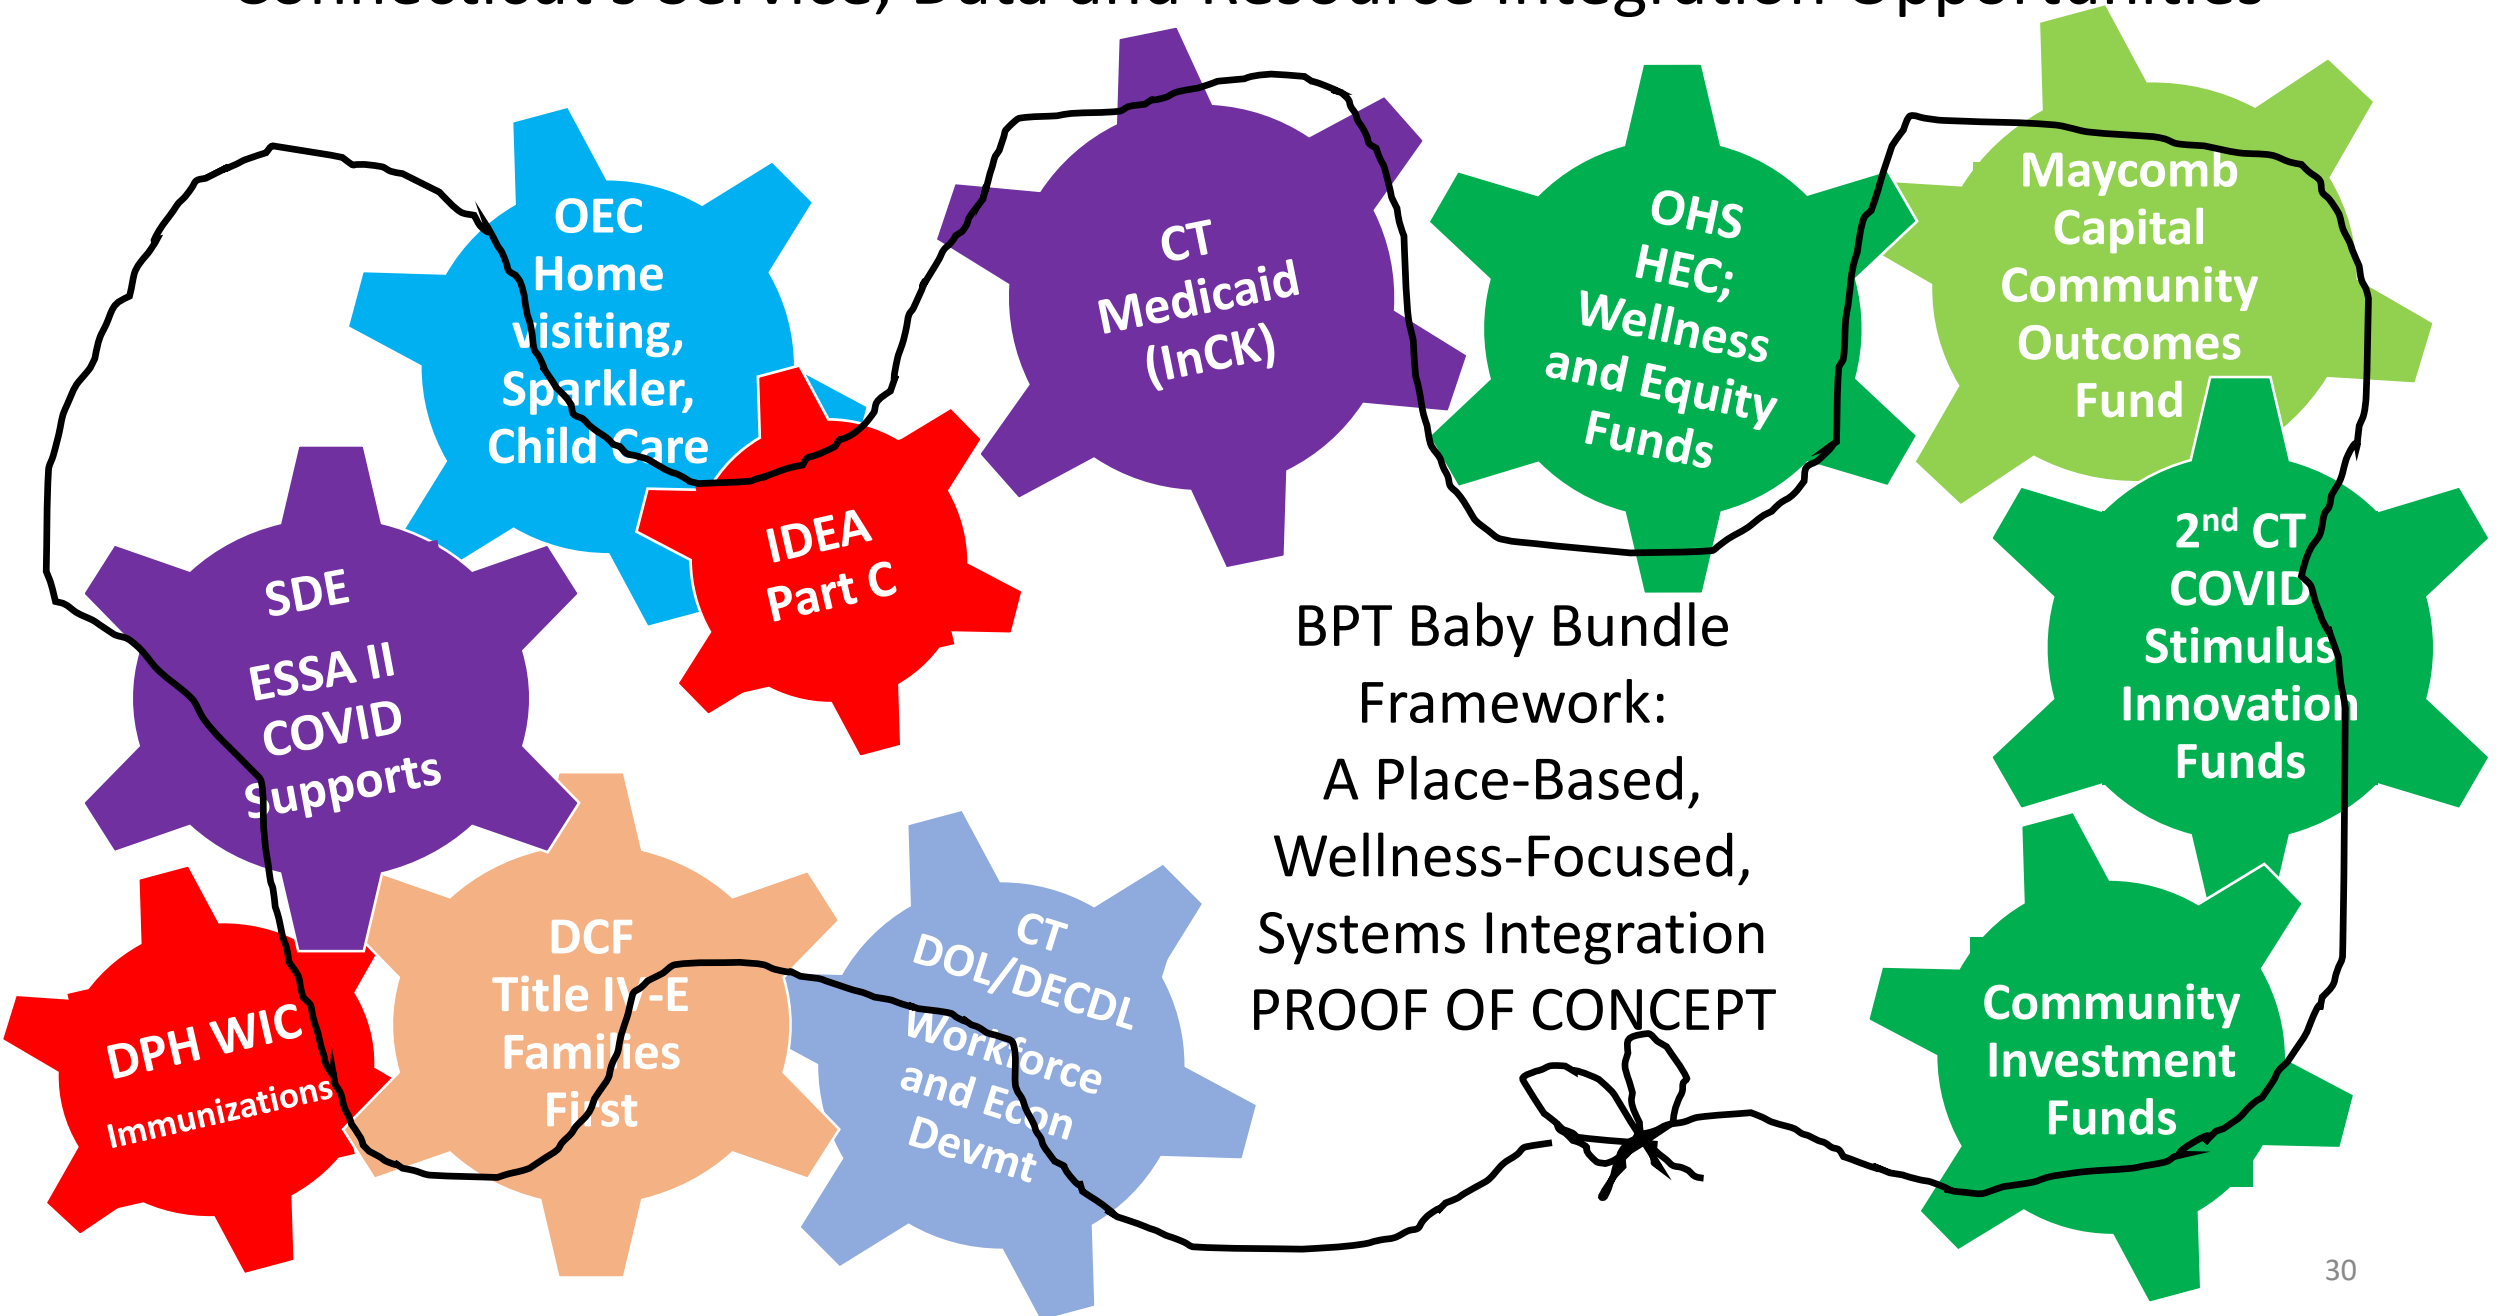 OEC
Home
Visiting,
Sparkler,
Child Care
CT
Medicaid
(InCK)
OHS
HEC;
Wellness
and Equity
Funds
Maycomb
Capital
Community
Outcomes
Fund
IDEA
Part C
SDE
ESSA II
COVID
Supports
2nd CT
COVID
Stimulus
Innovation
Funds
BPT Baby Bundle
Framework:
A Place-Based,
Wellness-Focused,
Systems Integration
PROOF OF CONCEPT
DPH WIC
Immunizations
DCF
Title IV-E
Families
First
CT
DOL/DECDL
Workforce
and Econ
Devmt
Community
Investment
Funds
30